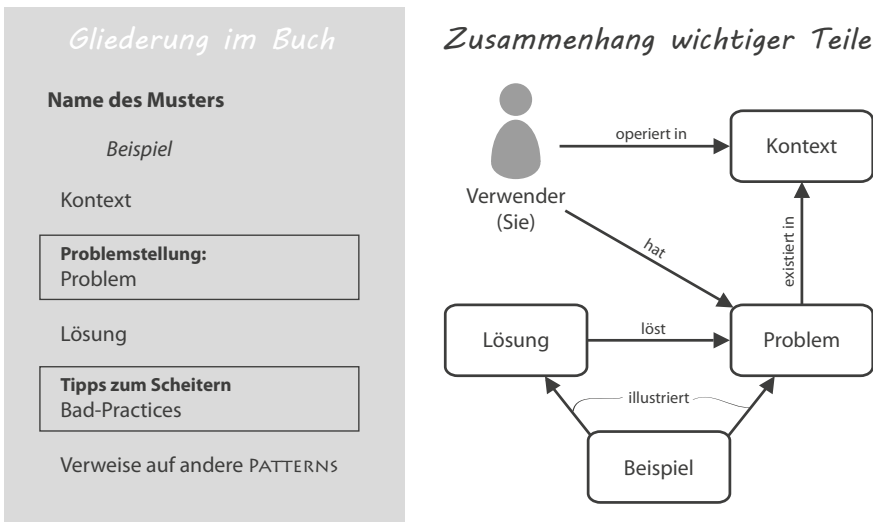 Gliederung im Buch
Name des Musters
Beispiel
Kontext
Problemstellung:
Problem
Lösung
Tipps zum Scheitern
Bad-Practices
Verweise auf andere PATTERNS
Zusammenhang wichtiger Teile
operiert in
Kontext
Verwender
(Sie)
hat
existiert in
Lösung
löst
Problem
illustriert
Beispiel